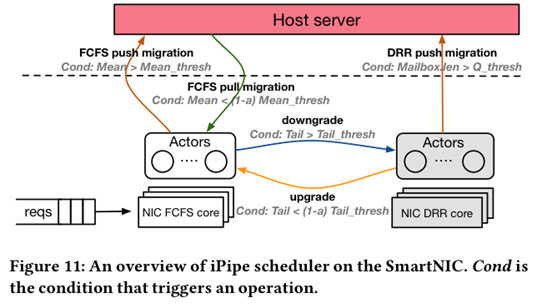 Host server
FCFS push migration
Cond: Mean > Mean_thresh
DRR push migration
Cond: Mailbox.len > Q_thresh
FCFS pull migration
Cond: Mean < (1-a) Mean_thresh
Actors
....
downgrade
Cond: Tail > Tail_thresh
Actors
....
upgrade
Cond: Tail < (1-a) Tail_thresh
reqs
NIC FCFS core
NIC DRR core
Figure 11: An overview of iPipe scheduler on the SmartNIC. Cond is
the condition that triggers an operation.